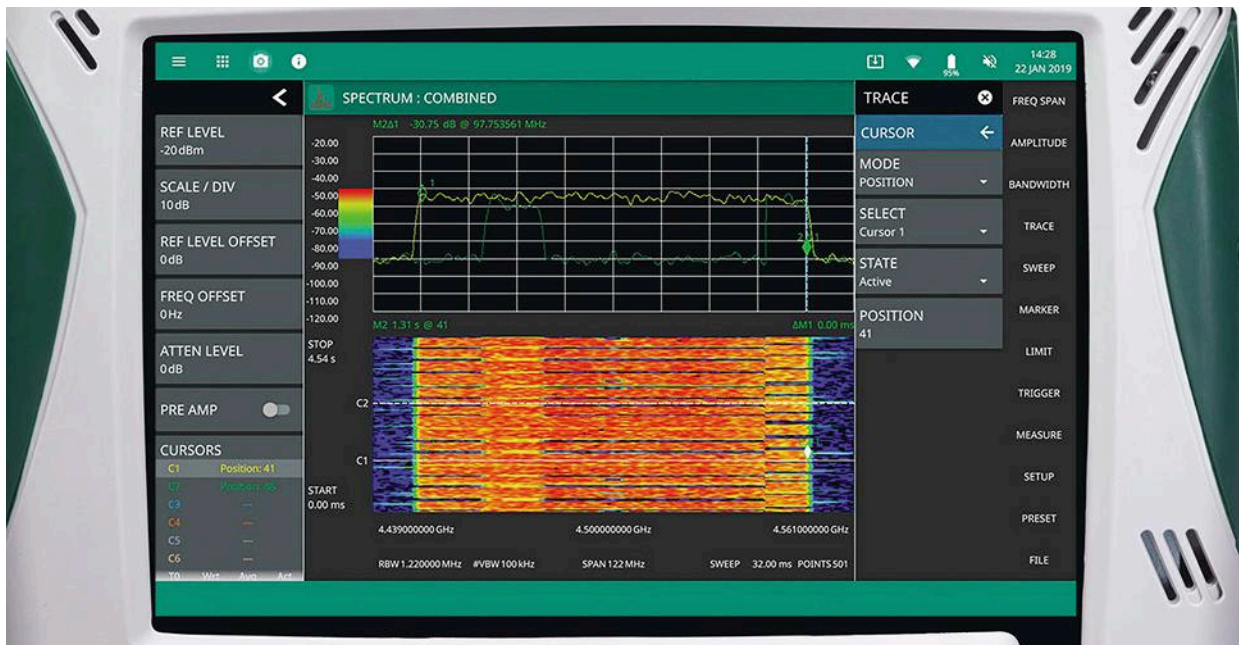 14:28
95%
22 JAN 2019
SPECTRUM : COMBINED
TRACE
FREQ SPAN
M2Δ1 -30.75 dB @ 97.753561 MHz
REF LEVEL
-20 dBm
SCALE / DIV
10 dB
REF LEVEL OFFSET
0 dB
FREQ OFFSET
0 Hz
ATTEN LEVEL
0 dB
PRE AMP
CURSORS
C1 Position: 41
C2
C3 ---
C4 ---
C5 ---
C6 ---
-20.00
-30.00
-40.00
-50.00
-60.00
-70.00
-80.00
-90.00
-100.00
-110.00
-120.00
1
2 1
M2 1.31 s @ 41
ΔM1 0.00 ms
STOP
4.54 s
C2
C1
START
0.00 ms
4.439000000 GHz
4.500000000 GHz
4.561000000 GHz
RBW 1.220000 MHz #VBW 100 kHz SPAN 122 MHz SWEEP 32.00 ms POINTS 501
CURSOR
MODE
POSITION
SELECT
Cursor 1
STATE
Active
POSITION
41
AMPLITUDE
BANDWIDTH
TRACE
SWEEP
MARKER
LIMIT
TRIGGER
MEASURE
SETUP
PRESET
FILE